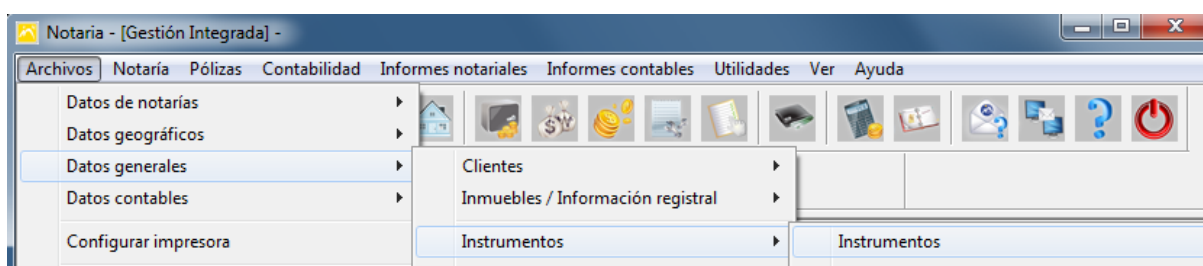 Notaria - [Gestión Integrada] -
Archivos Notaría Pólizas Contabilidad Informes notariales Informes contables Utilidades Ver Ayuda
Datos de notarías
Datos geográficos
Datos generales Clientes
Datos contables Inmuebles / Información registral
Configurar impresora Instrumentos Instrumentos